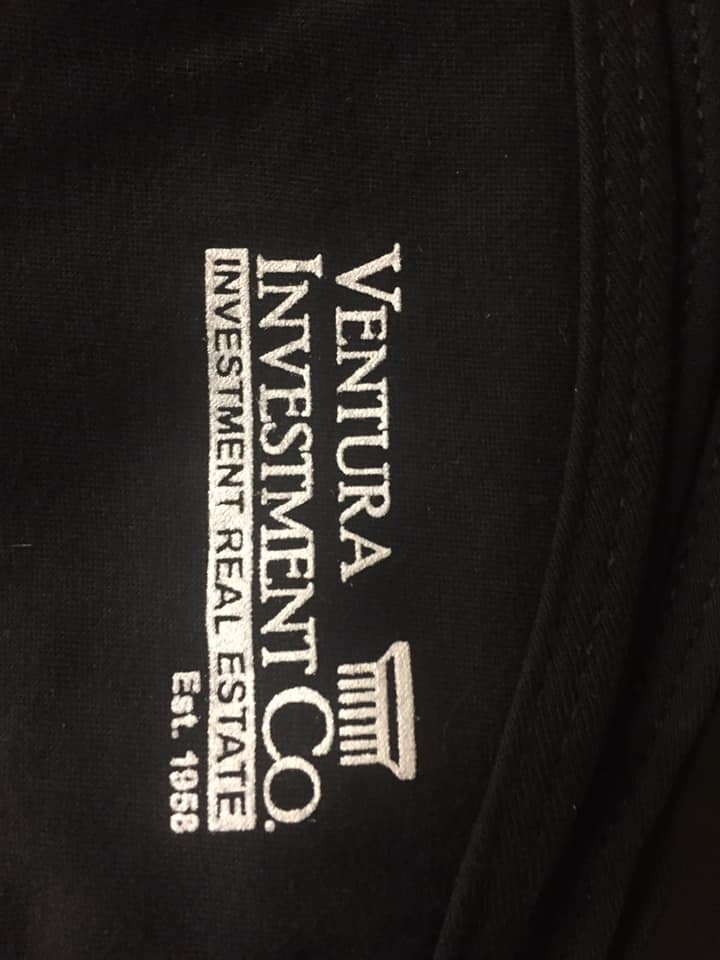 VENTURA
INVESTMENT CO.
INVESTMENT REAL ESTATE
Est. 1958